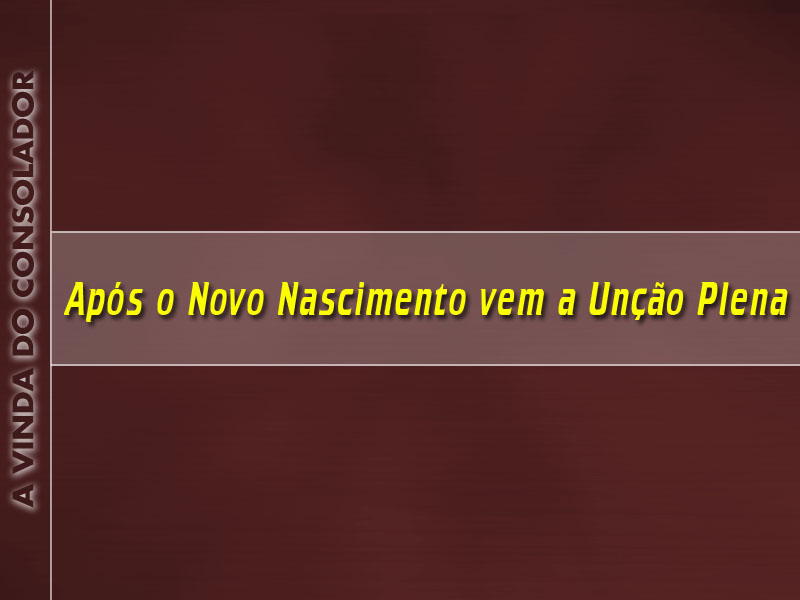 A VINDA DO CONSOLADOR
Após o Novo Nascimento vem a Unção Plena